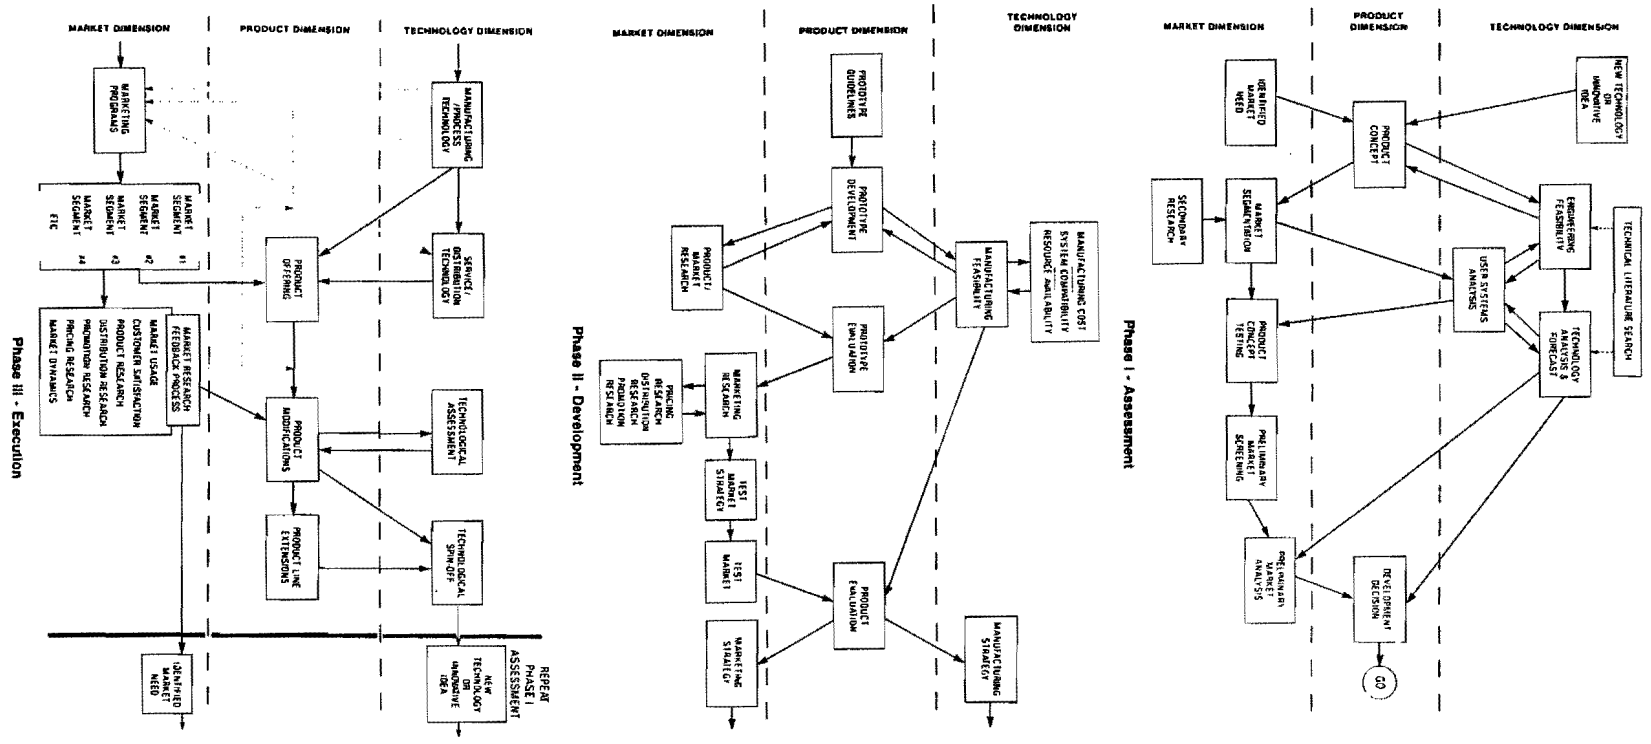 MARKET DIMENSION
PRODUCT DIMENSION
TECHNOLOGY DIMENSION
MARKETING
PROGRAMS
MANUFACTURING
/PROCESS
TECHNOLOGY
MARKET
SEGMENT #1
MARKET
SEGMENT #2
MARKET
SEGMENT #3
MARKET
SEGMENT #4
ETC
PRODUCT
OFFERING
SERVICE/
DISTRIBUTION
TECHNOLOGY
MARKET RESEARCH
FEEDBACK PROCESS
MARKET USAGE
CUSTOMER SATISFACTION
PRODUCT RESEARCH
DISTRIBUTION RESEARCH
PROMOTION RESEARCH
PRICING RESEARCH
MARKET DYNAMICS
PRODUCT
MODIFICATIONS
TECHNOLOGICAL
ASSESSMENT
PRODUCT LINE
EXTENSIONS
TECHNOLOGICAL
SPIN-OFF
IDENTIFIED
MARKET
NEED
NEW
TECHNOLOGY
OR
INNOVATIVE
IDEA
REPEAT
PHASE I
ASSESSMENT
Phase III - Execution
MARKET DIMENSION
PRODUCT DIMENSION
TECHNOLOGY
DIMENSION
PROTOTYPE
GUIDELINES
PROTOTYPE
DEVELOPMENT
PRODUCT/
MARKET
RESEARCH
MANUFACTURING
FEASIBILITY
MANUFACTURING COST
SYSTEM COMPATIBILITY
RESOURCE AVAILABILITY
PROTOTYPE
EVALUATION
MARKETING
RESEARCH
PRICING
RESEARCH
DISTRIBUTION
RESEARCH
PROMOTION
RESEARCH
TEST
MARKET
STRATEGY
TEST
MARKET
PRODUCT
EVALUATION
MARKETING
STRATEGY
MANUFACTURING
STRATEGY
Phase II - Development
MARKET DIMENSION
PRODUCT
DIMENSION
TECHNOLOGY DIMENSION
IDENTIFIED
MARKET
NEED
PRODUCT
CONCEPT
NEW TECHNOLOGY
OR
INNOVATIVE
IDEA
SECONDARY
RESEARCH
MARKET
SEGMENTATION
ENGINEERING
FEASIBILITY
TECHNICAL LITERATURE SEARCH
USER SYSTEMS
ANALYSIS
PRODUCT
CONCEPT
TESTING
TECHNOLOGY
ANALYSIS &
FORECAST
PRELIMINARY
MARKET
SCREENING
PRELIMINARY
MARKET
ANALYSIS
DEVELOPMENT
DECISION
GO
Phase I - Assessment